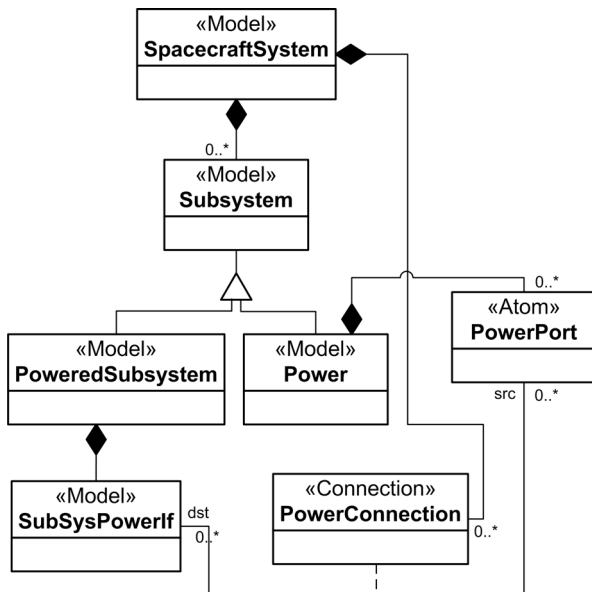 «Model»
SpacecraftSystem
0..*
«Model»
Subsystem
0..*
«Model»
PoweredSubsystem
«Model»
Power
«Atom»
PowerPort
src 0..*
«Model»
SubSysPowerIf
dst
0..*
«Connection»
PowerConnection
0..*